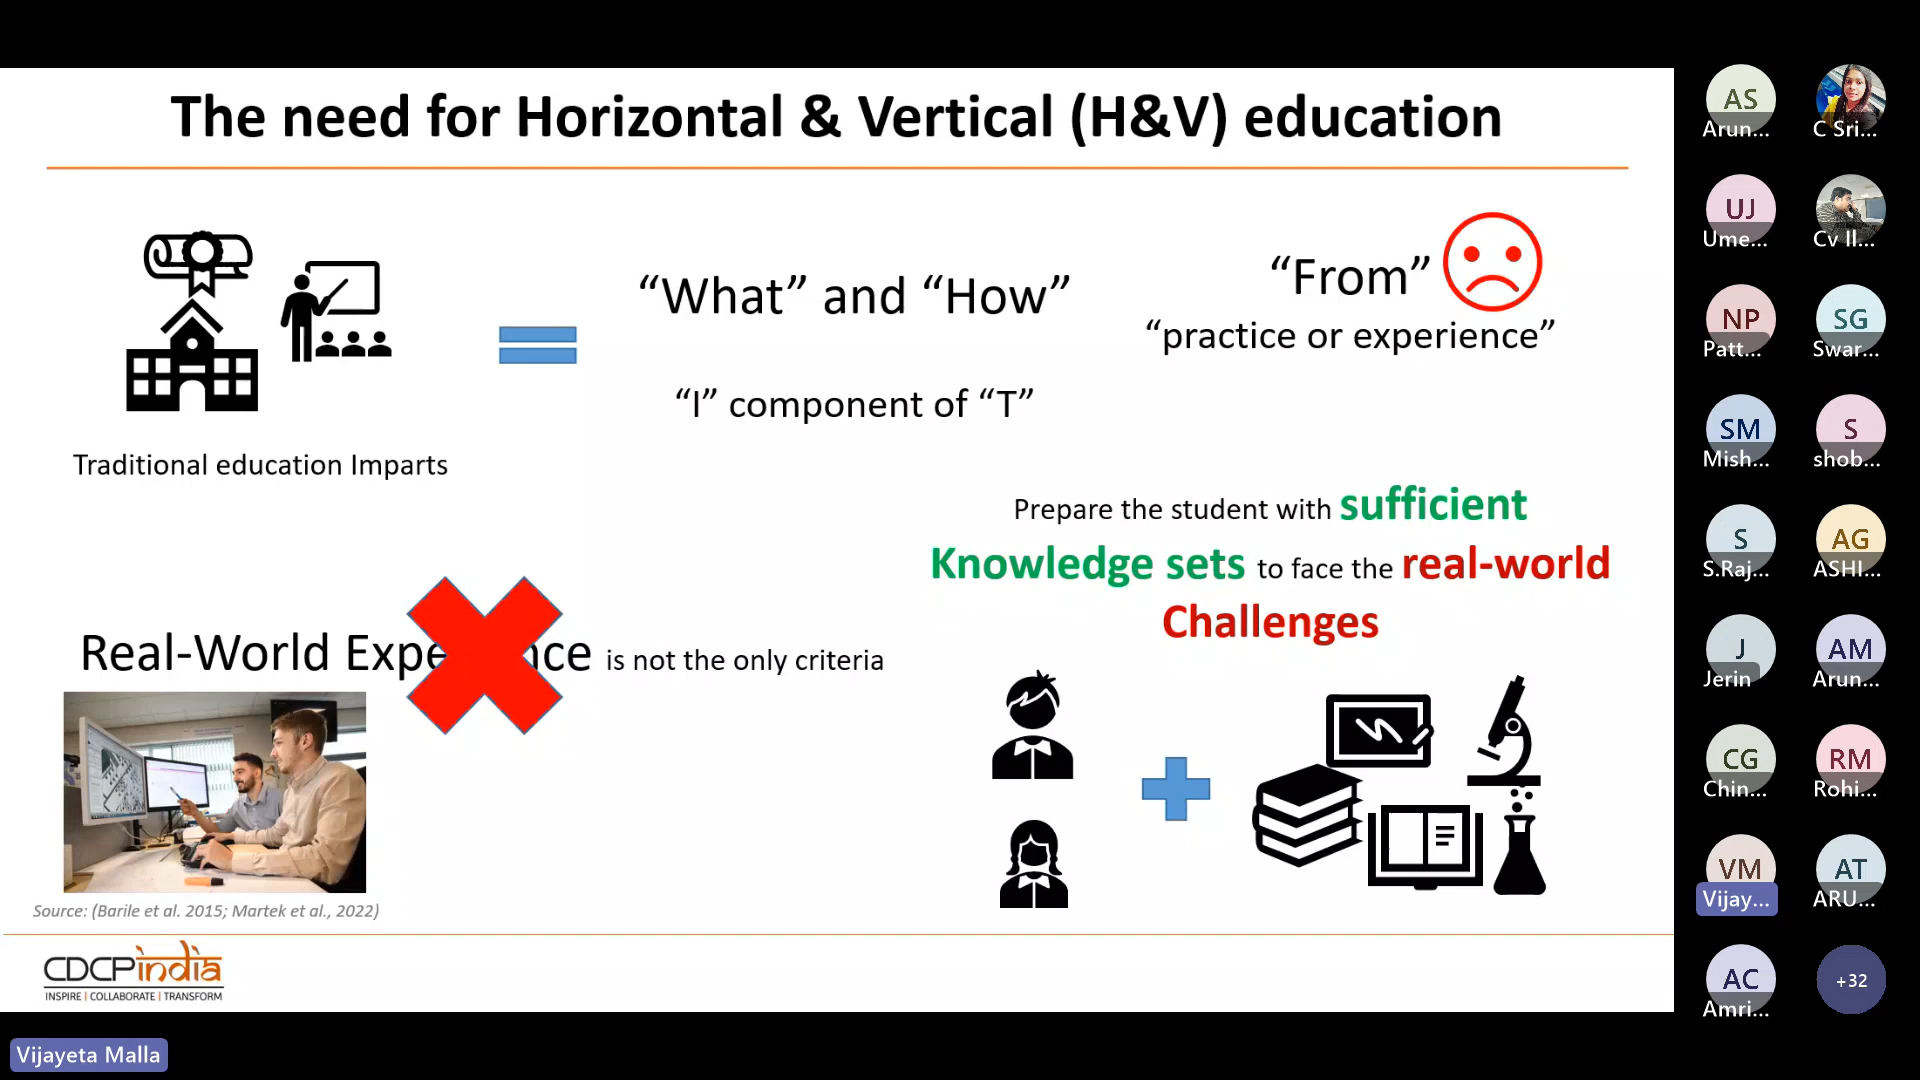 The need for Horizontal & Vertical (H&V) education
“What” and “How”
“From”
“practice or experience”
“I” component of “T”
Traditional education Imparts
Prepare the student with sufficient
Knowledge sets to face the real-world
Challenges
Real-World Expe nce is not the only criteria
Source: (Barile et al. 2015; Martek et al., 2022)
CDCPindia
INSPIRE | COLLABORATE | TRANSFORM
Vijayeta Malla
AS
Arun...
C Sri...
UJ
Ume...
Cv Il...
NP
Patt...
SG
Swar...
SM
Mish...
S
shob...
S
S.Raj...
AG
ASHI...
J
Jerin
AM
Arun...
CG
Chin...
RM
Rohi...
VM
Vijay...
AT
ARU...
AC
Amri...
+32